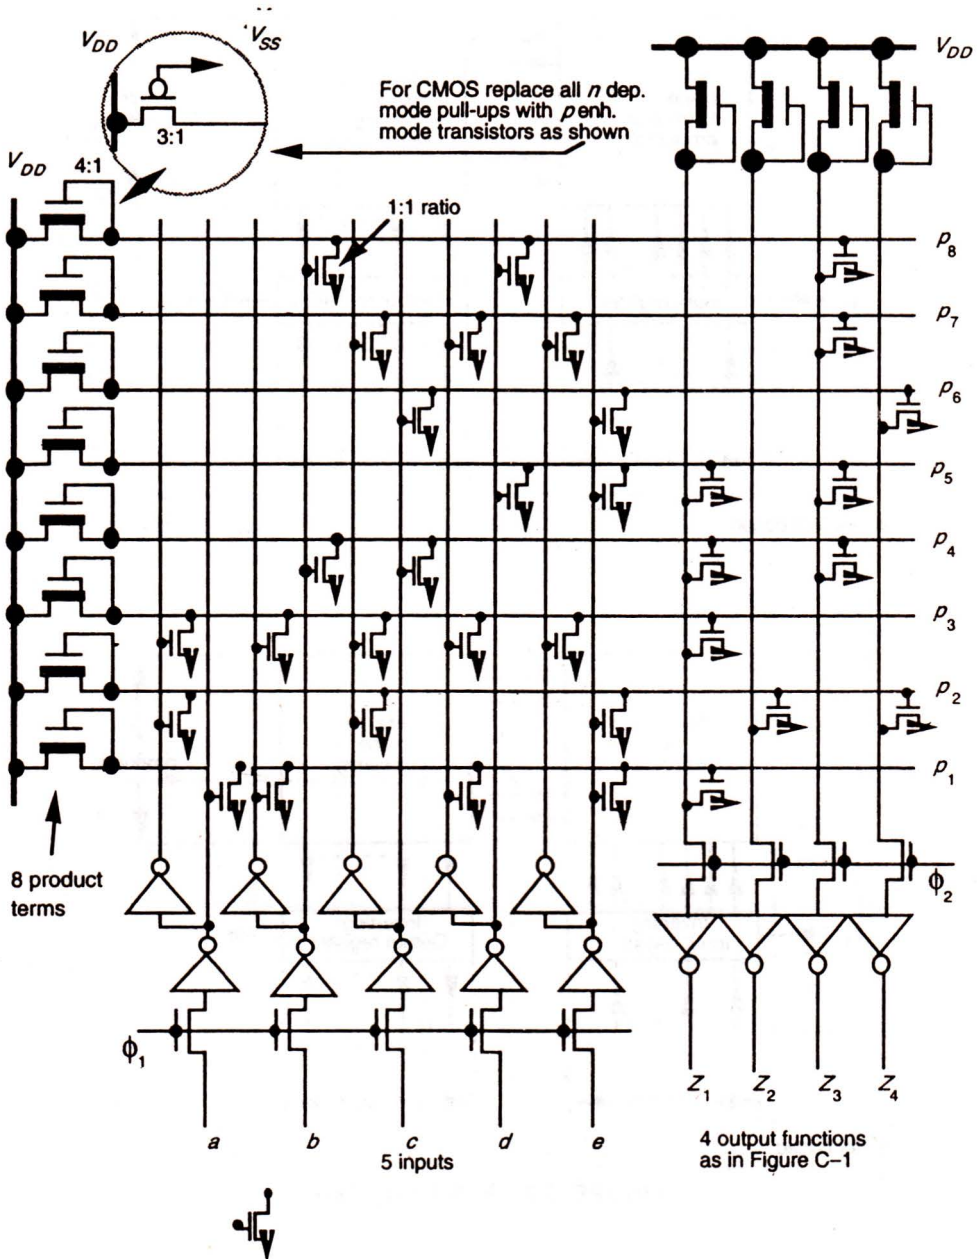 V_DD
V_SS
V_DD
For CMOS replace all n dep.
mode pull-ups with p enh.
mode transistors as shown
3:1
V_DD
4:1
1:1 ratio
p_8
p_7
p_6
p_5
p_4
p_3
p_2
p_1
8 product
terms
ϕ_2
ϕ_1
Z_1 Z_2 Z_3 Z_4
a b c d e
5 inputs
4 output functions
as in Figure C–1